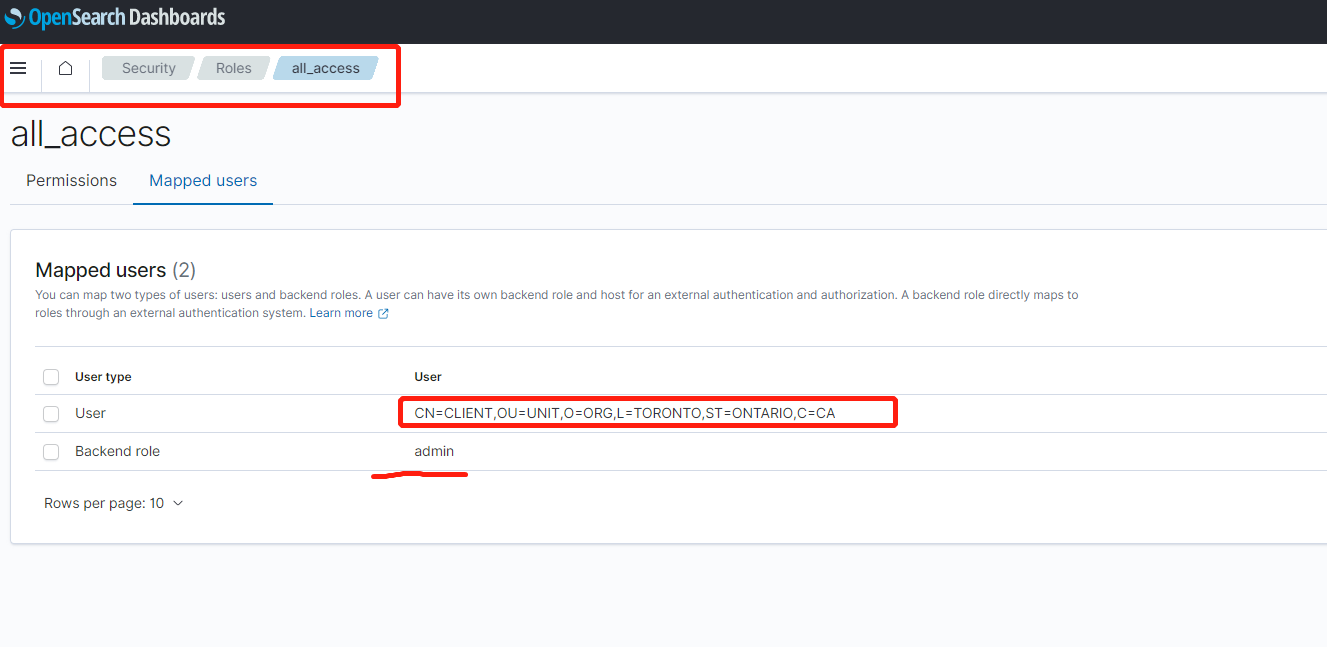 OpenSearch Dashboards
Security Roles all_access
all_access
Permissions Mapped users
Mapped users (2)
You can map two types of users: users and backend roles. A user can have its own backend role and host for an external authentication and authorization. A backend role directly maps to
roles through an external authentication system. Learn more
User type User
User CN=CLIENT,OU=UNIT,O=ORG,L=TORONTO,ST=ONTARIO,C=CA
Backend role admin
Rows per page: 10